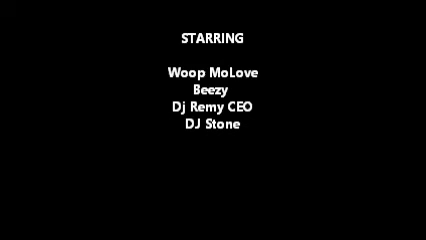 STARRING
Woop MoLove
Beezy
Dj Remy CEO
DJ Stone